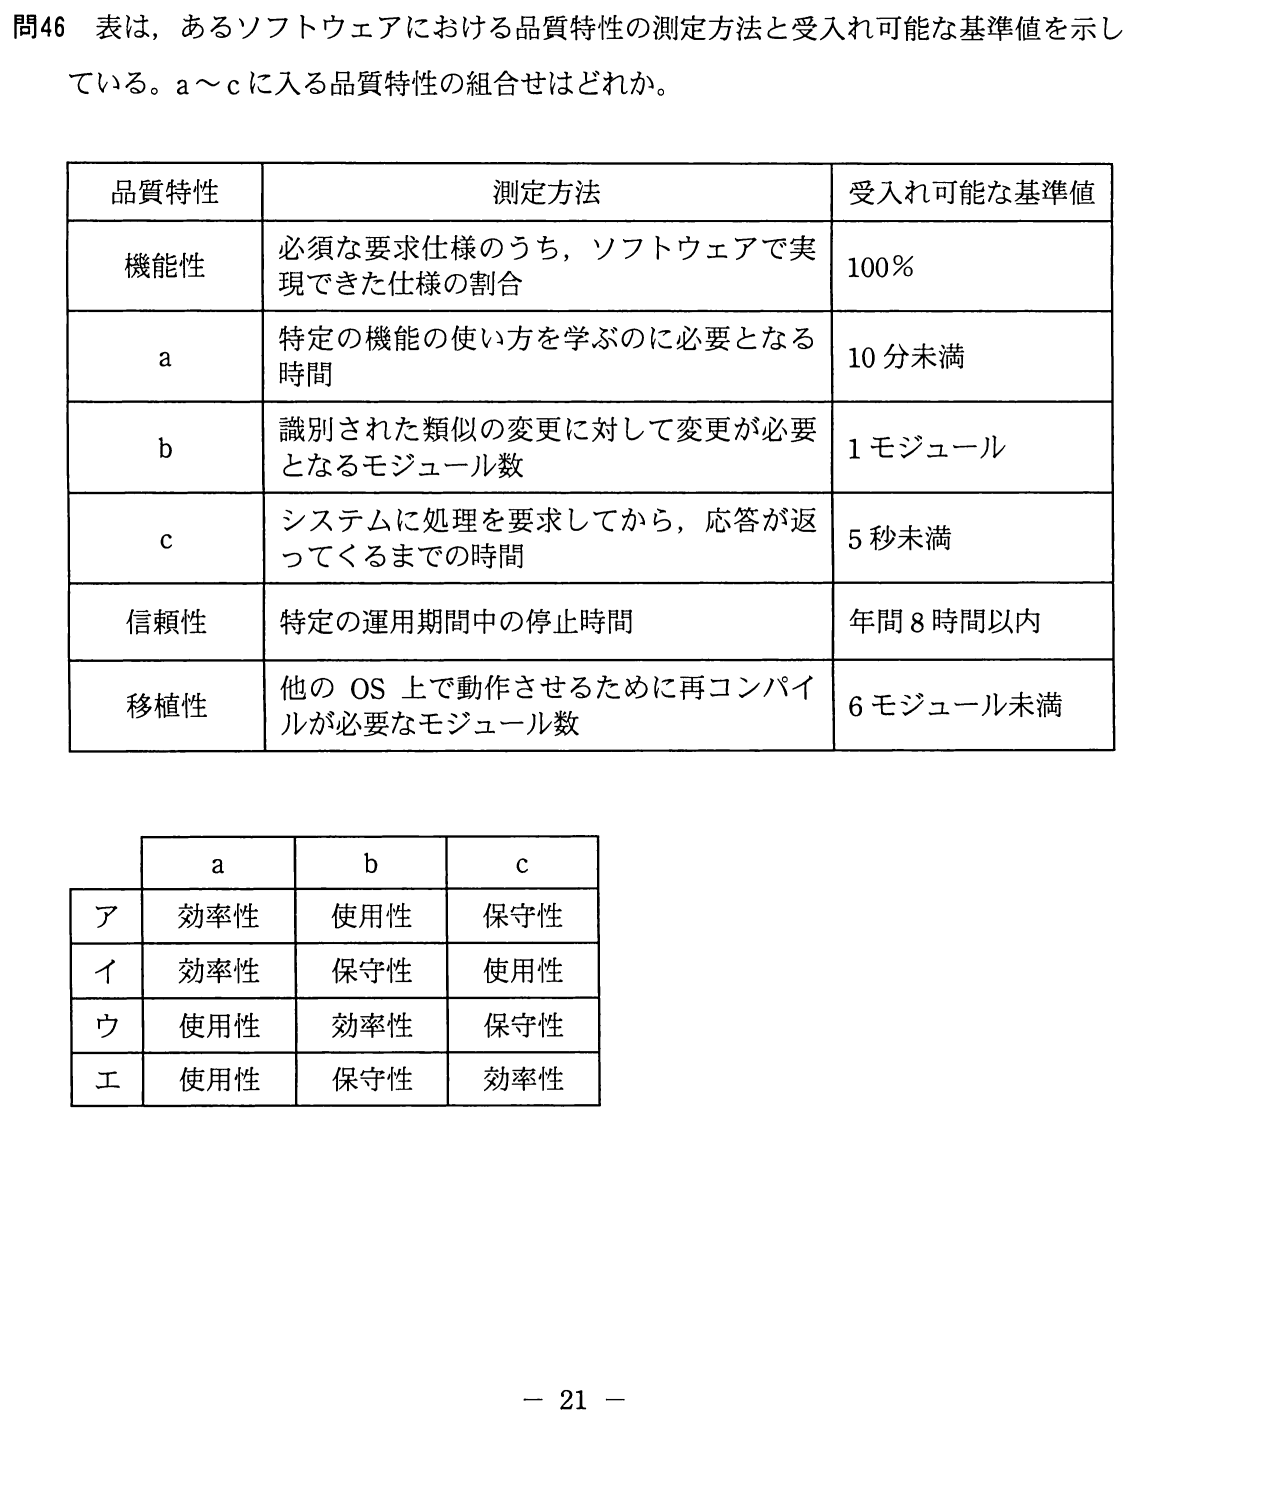 問46 表は，あるソフトウェアにおける品質特性の測定方法と受入れ可能な基準値を示し
ている。a～cに入る品質特性の組合せはどれか。
品質特性 測定方法 受入れ可能な基準値
機能性 必須な要求仕様のうち，ソフトウェアで実
現できた仕様の割合 100％
a 特定の機能の使い方を学ぶのに必要となる
時間 10分未満
b 識別された類似の変更に対して変更が必要
となるモジュール数 1モジュール
c システムに処理を要求してから，応答が返
ってくるまでの時間 5秒未満
信頼性 特定の運用期間中の停止時間 年間8時間以内
移植性 他の OS 上で動作させるために再コンパイ
ルが必要なモジュール数 6モジュール未満
a b c
ア 効率性 使用性 保守性
イ 効率性 保守性 使用性
ウ 使用性 効率性 保守性
エ 使用性 保守性 効率性
－ 21 －